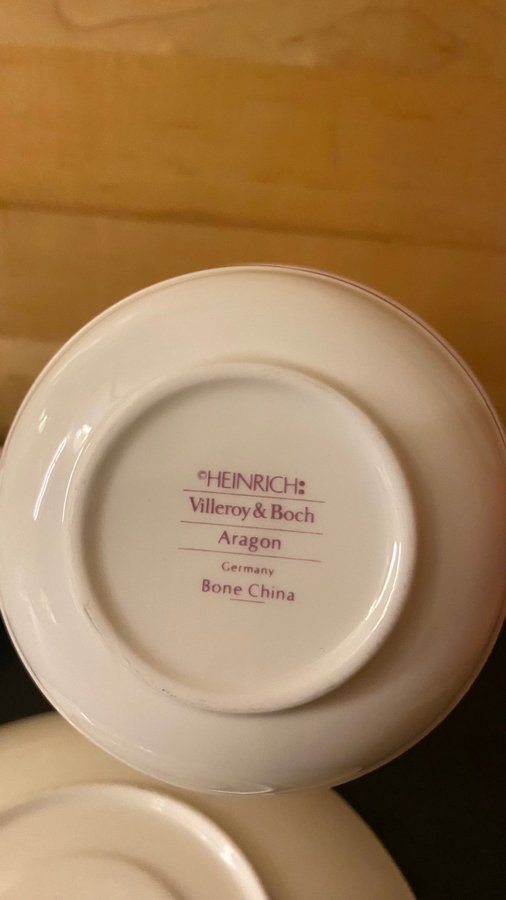 ©HEINRICH:
Villeroy & Boch
Aragon
Germany
Bone China